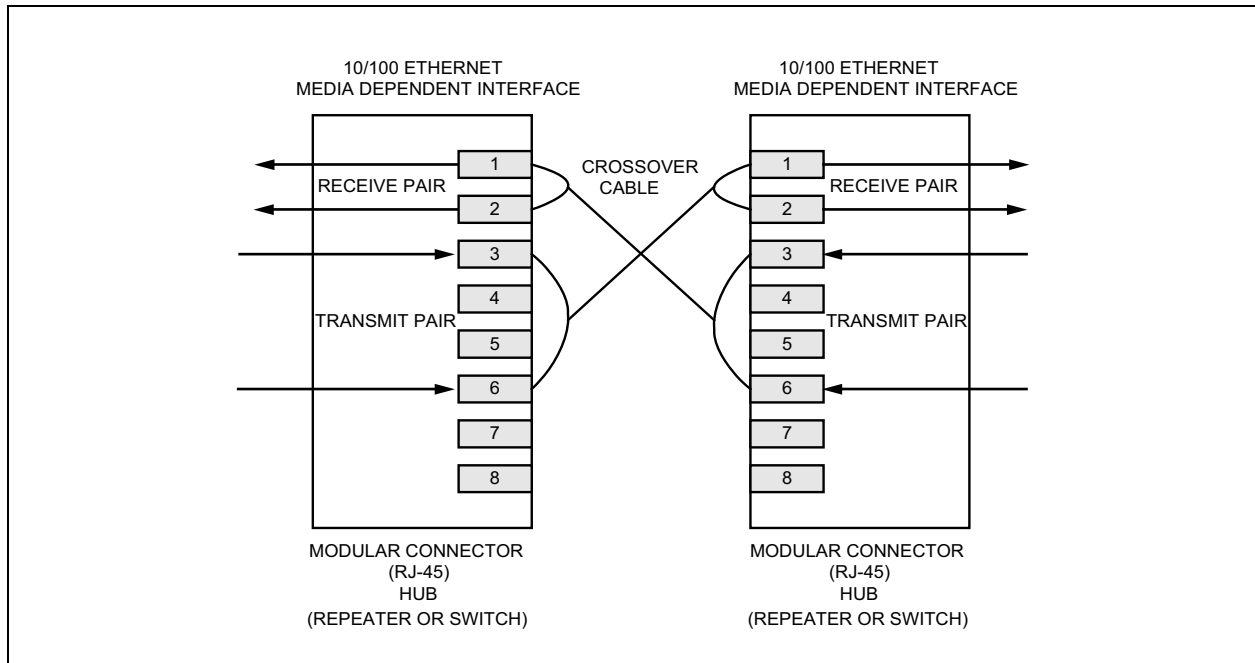 10/100 ETHERNET
MEDIA DEPENDENT INTERFACE
10/100 ETHERNET
MEDIA DEPENDENT INTERFACE
1
RECEIVE PAIR
2
3
4
TRANSMIT PAIR
5
6
7
8
CROSSOVER
CABLE
1
RECEIVE PAIR
2
3
4
TRANSMIT PAIR
5
6
7
8
MODULAR CONNECTOR
(RJ-45)
HUB
(REPEATER OR SWITCH)
MODULAR CONNECTOR
(RJ-45)
HUB
(REPEATER OR SWITCH)